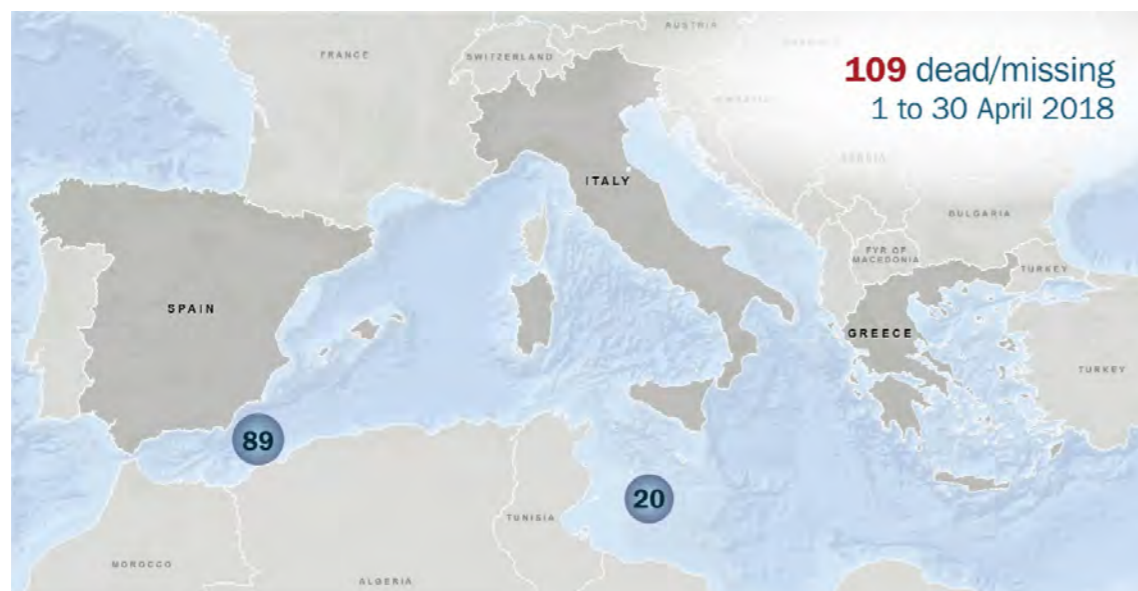 AUSTRIA
FRANCE
SWITZERLAND
109 dead/missing
1 to 30 April 2018
SERBIA
ITALY
BULGARIA
FYR OF
MACEDONIA
TURKEY
SPAIN
GREECE
TURKEY
89
20
TUNISIA
MOROCCO
ALGERIA